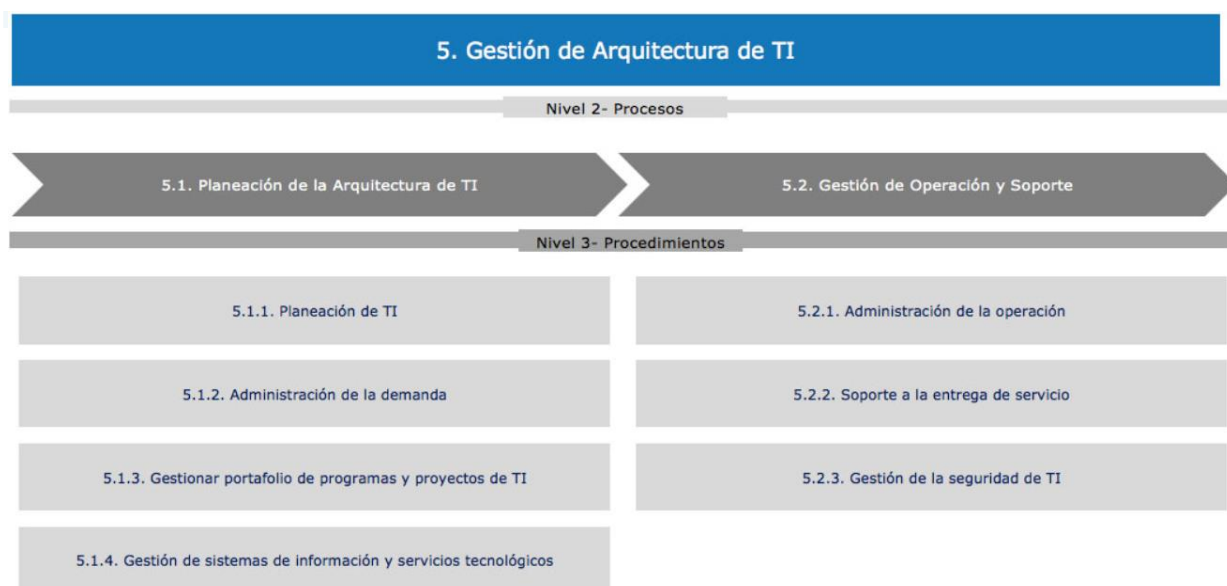 5. Gestión de Arquitectura de TI
Nivel 2- Procesos
5.1. Planeación de la Arquitectura de TI
5.2. Gestión de Operación y Soporte
Nivel 3- Procedimientos
5.1.1. Planeación de TI
5.2.1. Administración de la operación
5.1.2. Administración de la demanda
5.2.2. Soporte a la entrega de servicio
5.1.3. Gestionar portafolio de programas y proyectos de TI
5.2.3. Gestión de la seguridad de TI
5.1.4. Gestión de sistemas de información y servicios tecnológicos